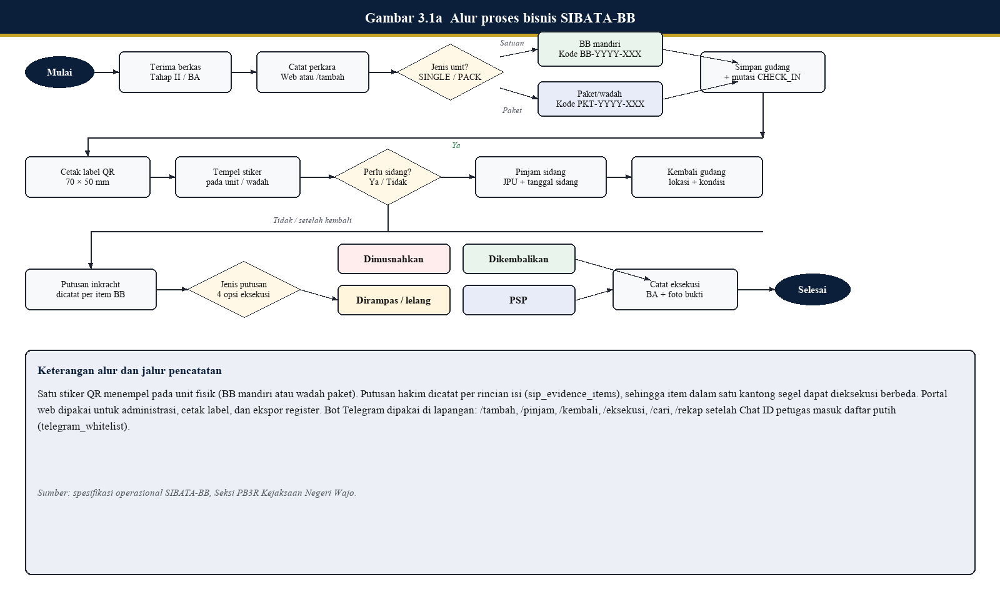 Gambar 3.1a  Alur proses bisnis SIBATA-BB
Mulai
Terima berkas
Tahap II / BA
Catat perkara
Web atau /tambah
Jenis unit?
SINGLE / PACK
Satuan
BB mandiri
Kode BB-YYYY-XXX
Paket
Paket/wadah
Kode PKT-YYYY-XXX
Simpan gudang
+ mutasi CHECK_IN
Cetak label QR
70 × 50 mm
Tempel stiker
pada unit / wadah
Perlu sidang?
Ya / Tidak
Ya
Pinjam sidang
JPU + tanggal sidang
Kembali gudang
lokasi + kondisi
Tidak / setelah kembali
Putusan inkracht
dicatat per item BB
Jenis putusan
4 opsi eksekusi
Dimusnahkan
Dikembalikan
Dirampas / lelang
PSP
Catat eksekusi
BA + foto bukti
Selesai
Keterangan alur dan jalur pencatatan
Satu stiker QR menempel pada unit fisik (BB mandiri atau wadah paket). Putusan hakim dicatat per rincian isi (sip_evidence_items), sehingga item dalam satu kantong segel dapat dieksekusi berbeda. Portal
web dipakai untuk administrasi, cetak label, dan ekspor register. Bot Telegram dipakai di lapangan: /tambah, /pinjam, /kembali, /eksekusi, /cari, /rekap setelah Chat ID petugas masuk daftar putih
(telegram_whitelist).
Sumber: spesifikasi operasional SIBATA-BB, Seksi PB3R Kejaksaan Negeri Wajo.